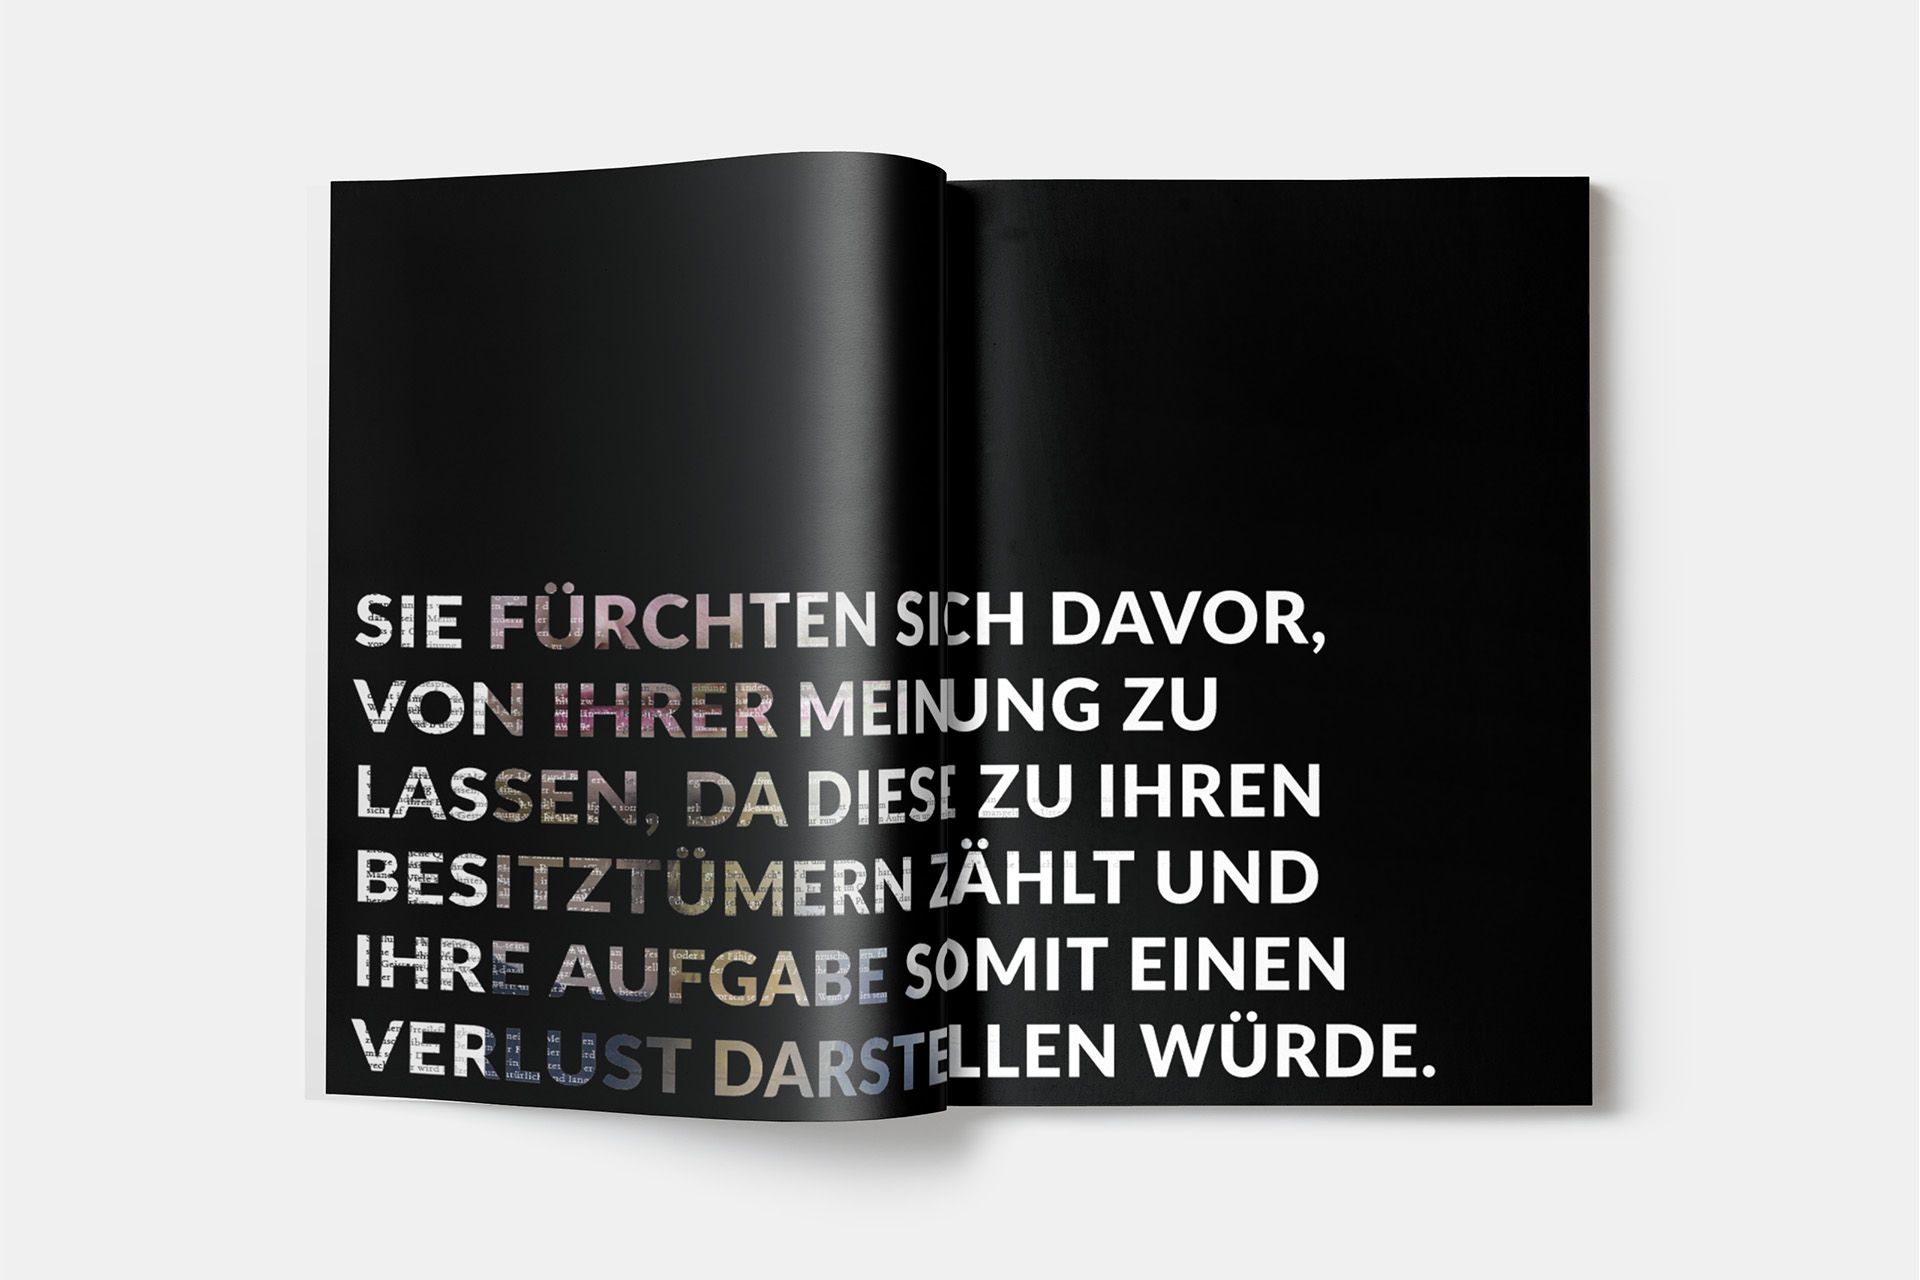 SIE FÜRCHTEN SICH DAVOR,
VON IHRER MEINUNG ZU
LASSEN, DA DIESE ZU IHREN
BESITZTÜMERN ZÄHLT UND
IHRE AUFGABE SOMIT EINEN
VERLUST DARSTELLEN WÜRDE.